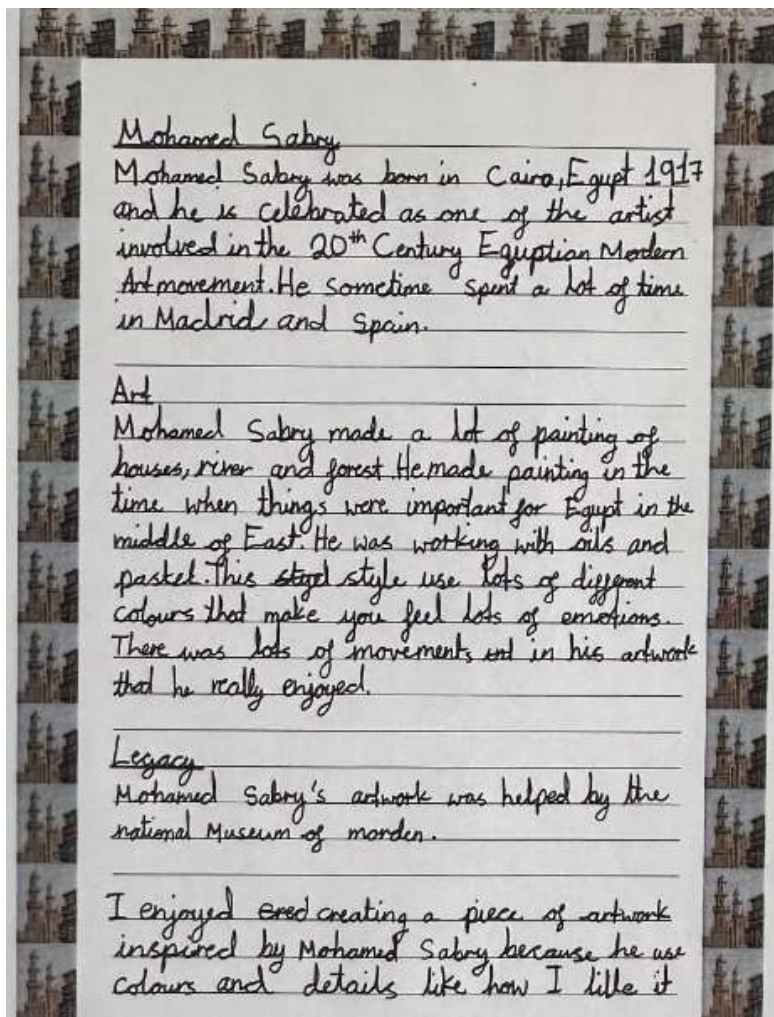 Mohamed Sabry
Mohamed Sabry was born in Cairo, Egypt 1917
and he is celebrated as one of the artist
involved in the 20th Century Egyptian Mordern
Art movement. He sometime spent a lot of time
in Madrid and Spain.
Art
Mohamed Sabry made a lot of painting of
houses, river and forest. He made painting in the
time when things were important for Egypt in the
middle of East. He was working with oils and
pastel. This style use lots of different
colours that make you feel lots of emotions.
There was lots of movements in his artwork
that he really enjoyed.
Legacy
Mohamed Sabry's artwork was helped by the
national Museum of morden.
I enjoyed creating a piece of artwork
inspired by Mohamed Sabry because he use
colours and details like how I lille it